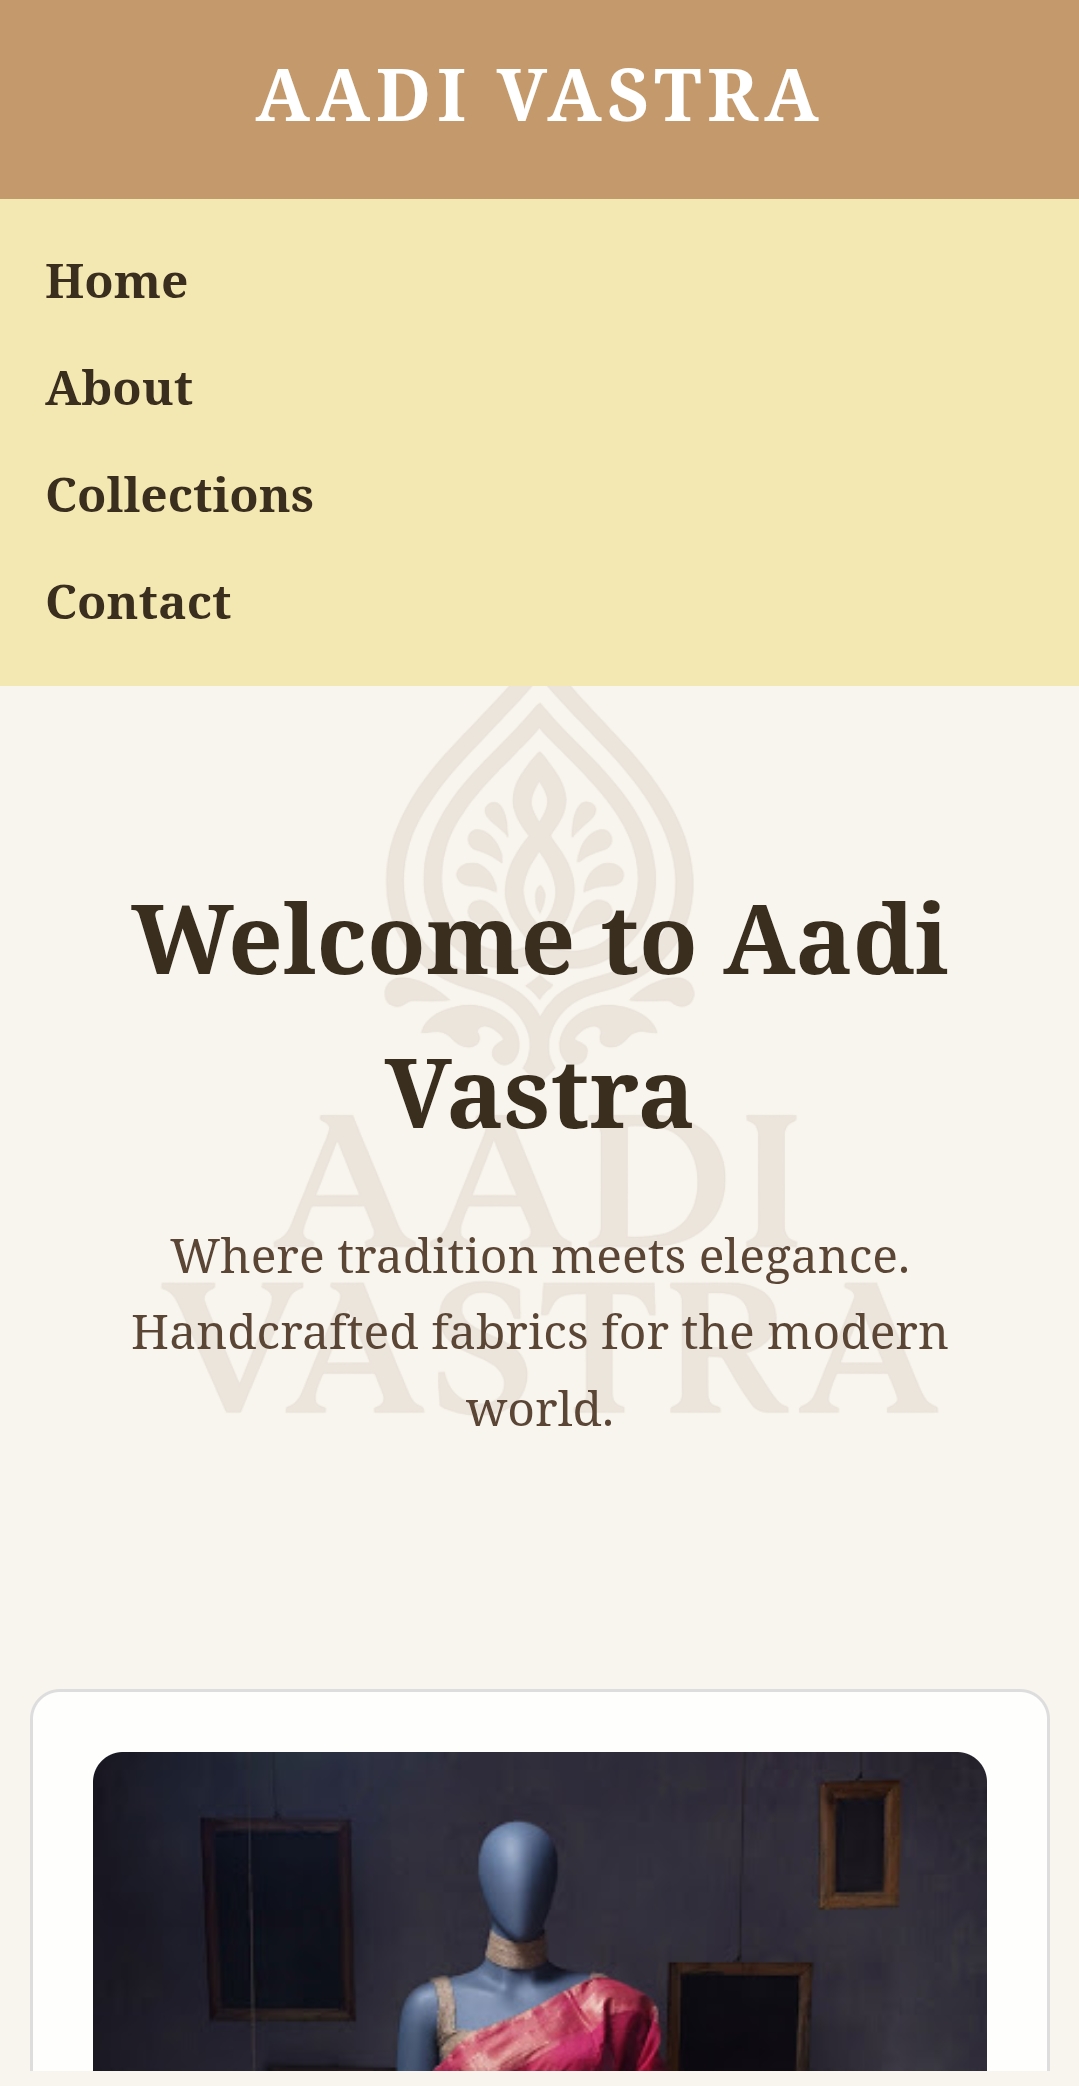 AADI VASTRA
Home
About
Collections
Contact
Welcome to Aadi
Vastra
AADI
Where tradition meets elegance.
VASTRA
Handcrafted fabrics for the modern
world.